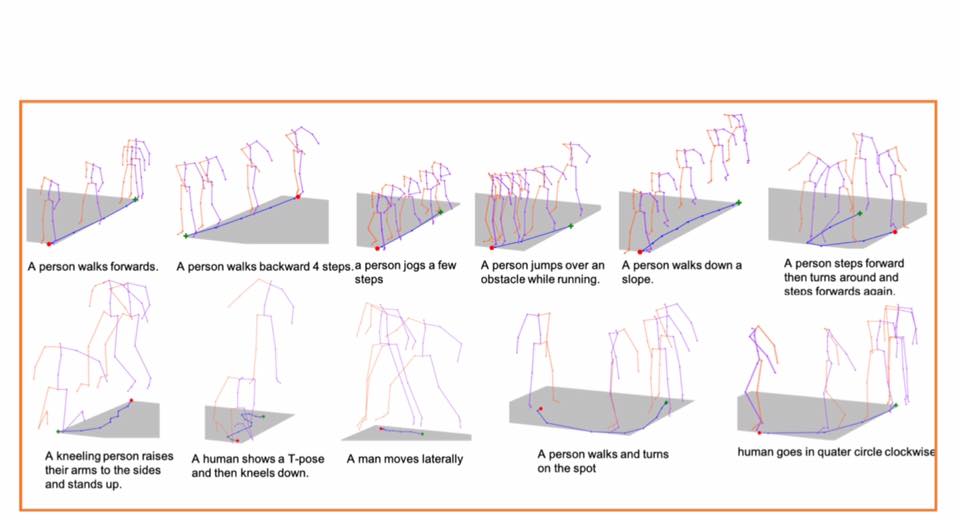 A person walks forwards.
A person walks backward 4 steps.
a person jogs a few
steps
A person jumps over an
obstacle while running.
A person walks down a
slope.
A person steps forward
then turns around and
steps forwards again.
A kneeling person raises
their arms to the sides
and stands up.
A human shows a T-pose
and then kneels down.
A man moves laterally
A person walks and turns
on the spot
human goes in quater circle clockwise